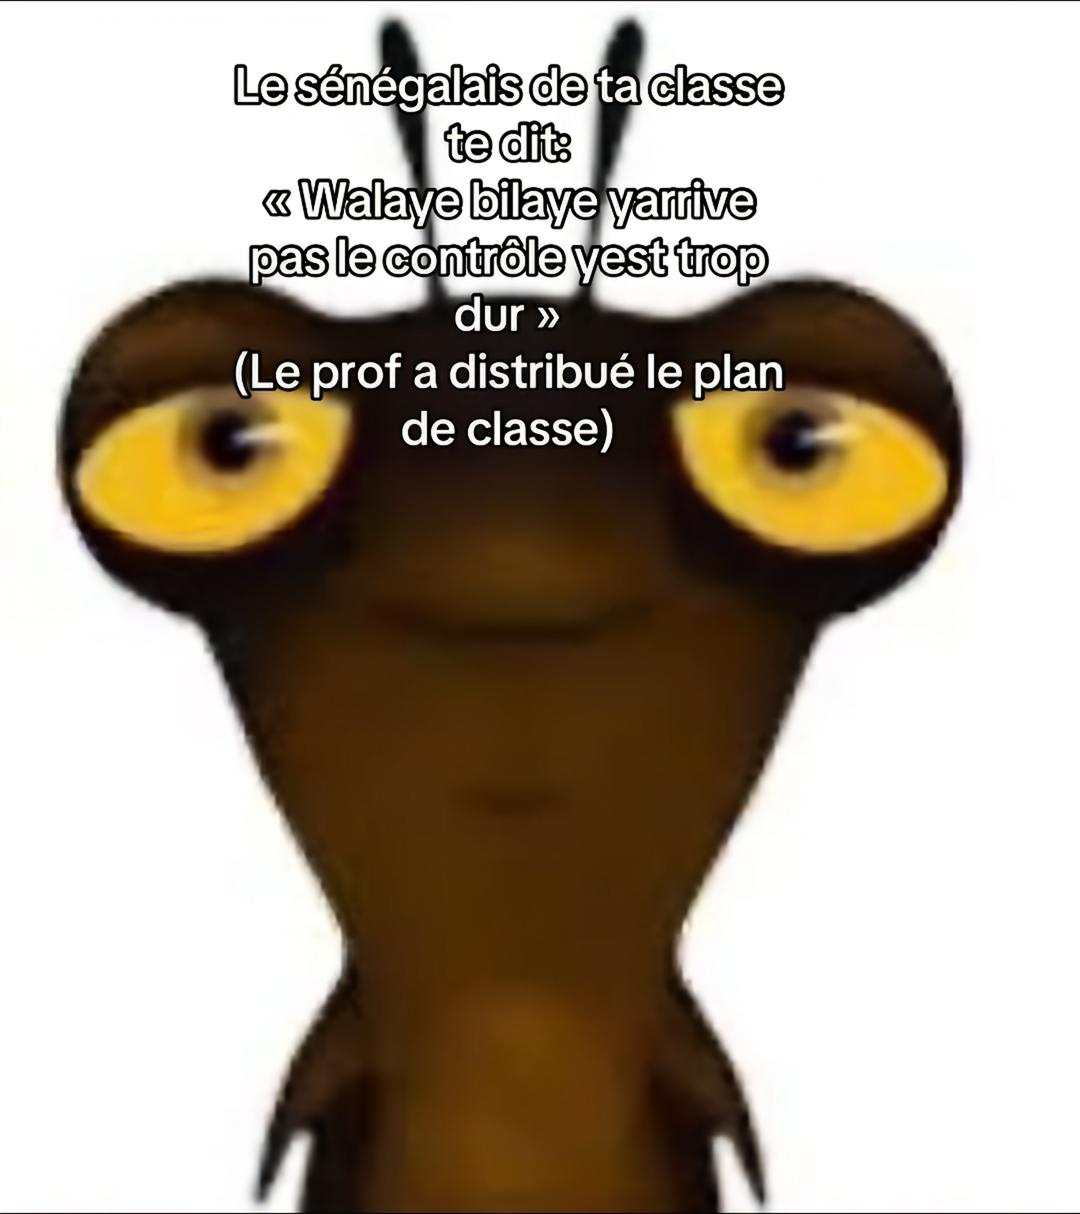 Le sénégalais de ta classe
te dit:
« Walaye bilaye yarrive
pas le contrôle yest trop
dur »
(Le prof a distribué le plan
de classe)